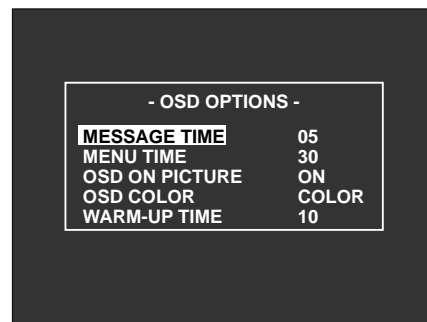 - OSD OPTIONS -
MESSAGE TIME 05
MENU TIME 30
OSD ON PICTURE ON
OSD COLOR COLOR
WARM-UP TIME 10